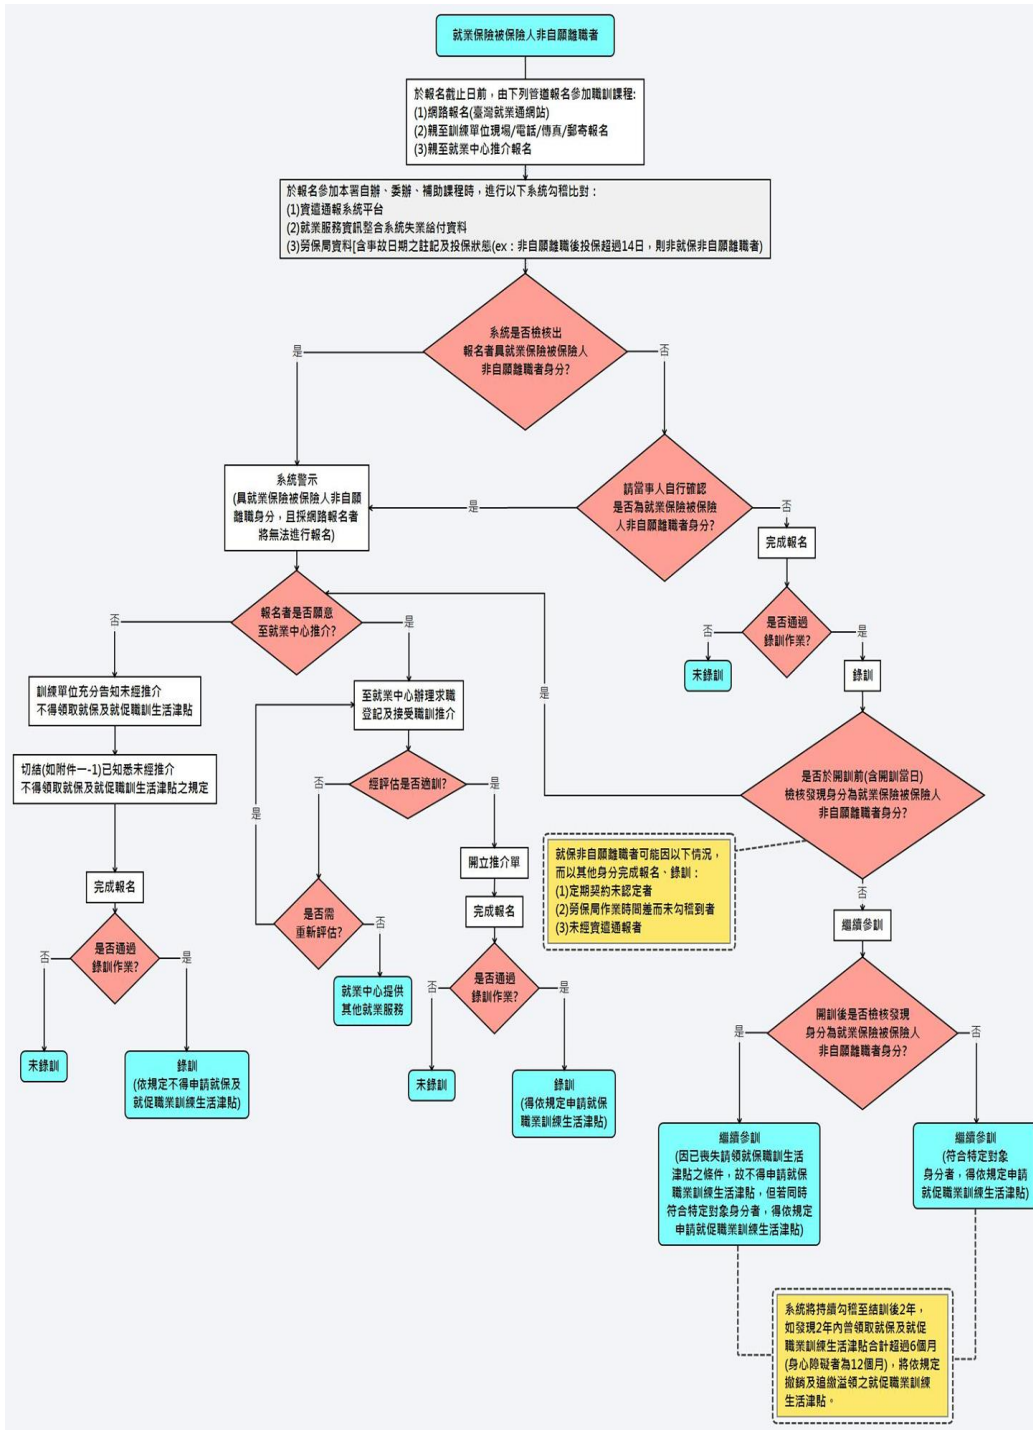 就業保險被保險人非自願離職者
於報名截止日前，由下列管道報名參加職訓課程:
(1)網路報名(臺灣就業通網站)
(2)親至訓練單位現場/電話/傳真/郵寄報名
(3)親至就業中心推介報名
於報名參加本署自辦、委辦、補助課程時，進行以下系統勾稽比對：
(1)資遣通報系統平台
(2)就業服務資訊整合系統失業給付資料
(3)勞保局資料[含事故日期之註記及投保狀態(ex：非自願離職後投保超過14日，則非就保非自願離職者)
系統是否檢核出
報名者具就業保險被保險人
非自願離職者身分?
是
否
系統警示
(具就業保險被保險人非自願
離職身分，且採網路報名者
將無法進行報名)
請當事人自行確認
是否為就業保險被保險
人非自願離職者身分?
是
否
完成報名
報名者是否願意
至就業中心推介?
否
是
是否通過
錄訓作業?
否
是
未錄訓
錄訓
訓練單位充分告知未經推介
不得領取就保及就促職訓生活津貼
至就業中心辦理求職
登記及接受職訓推介
是
切結(如附件一-1)已知悉未經推介
不得領取就保及就促職訓生活津貼之規定
經評估是否適訓?
否
是
是
是否於開訓前(含開訓當日)
檢核發現身分為就業保險被保險人
非自願離職者身分?
否
開立推介單
就保非自願離職者可能因以下情況，
而以其他身分完成報名、錄訓：
(1)定期契約未認定者
(2)勞保局作業時間差而未勾稽到者
(3)未經資遣通報者
完成報名
是否需
重新評估?
否
完成報名
繼續參訓
是否通過
錄訓作業?
否
是
就業中心提供
其他就業服務
是否通過
錄訓作業?
否
是
開訓後是否檢核發現
身分為就業保險被保險人
非自願離職者身分?
是
否
未錄訓
錄訓
(依規定不得申請就保及
就促職業訓練生活津貼)
未錄訓
錄訓
(得依規定申請就保
職業訓練生活津貼)
繼續參訓
(因已喪失請領就保職訓生活
津貼之條件，故不得申請就保
職業訓練生活津貼，但若同時
符合特定對象身分者，得依規定
申請就促職業訓練生活津貼)
繼續參訓
(符合特定對象
身分者，得依規定申請
就促職業訓練生活津貼)
系統將持續勾稽至結訓後2年，
如發現2年內曾領取就保及就促
職業訓練生活津貼合計超過6個月
(身心障礙者為12個月)，將依規定
撤銷及追繳溢領之就促職業訓練
生活津貼。